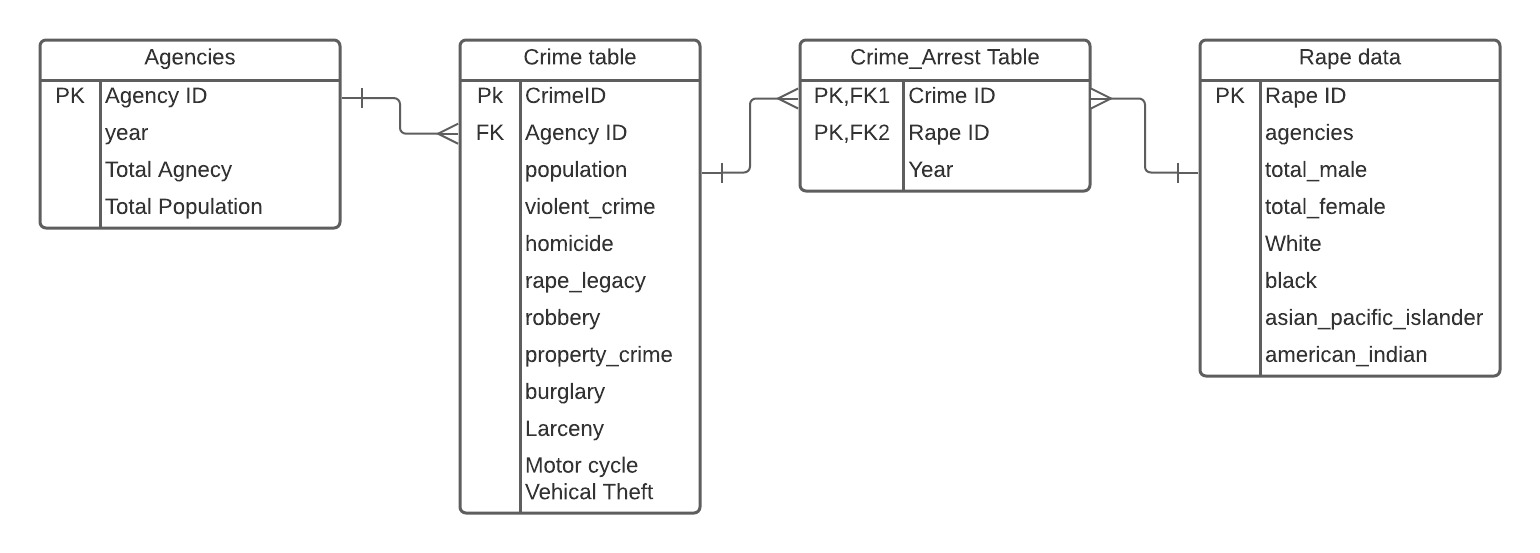 Agencies
PK Agency ID
year
Total Agnecy
Total Population
Crime table
Pk CrimeID
FK Agency ID
population
violent_crime
homicide
rape_legacy
robbery
property_crime
burglary
Larceny
Motor cycle
Vehical Theft
Crime_Arrest Table
PK,FK1 Crime ID
PK,FK2 Rape ID
Year
Rape data
PK Rape ID
agencies
total_male
total_female
White
black
asian_pacific_islander
american_indian